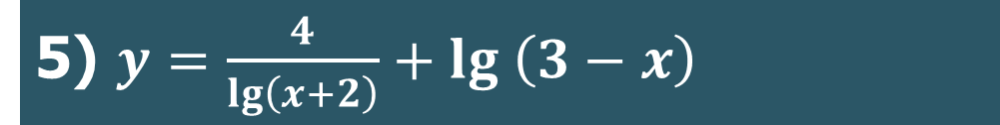 5) y = 4/lg(x+2) + lg (3 − x)